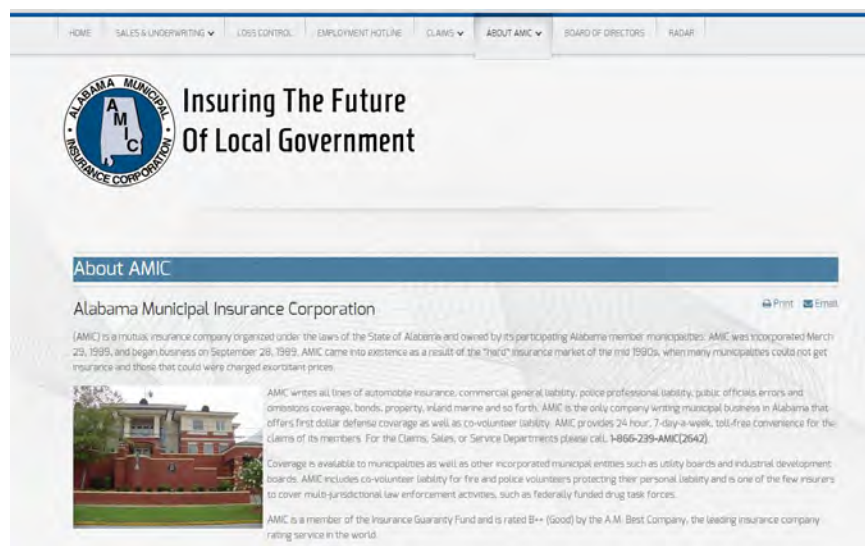 HOME SALES & UNDERWRITING LOSS CONTROL EMPLOYMENT HOTLINE CLAIMS ABOUT AMIC BOARD OF DIRECTORS RADAR
ALABAMA MUNICIPAL
INSURANCE CORPORATION
A
M
I
C
Insuring The Future
Of Local Government
About AMIC
Alabama Municipal Insurance Corporation
Print Email
(AMIC) is a mutual insurance company organized under the laws of the State of Alabama and owned by its participating Alabama member municipalities. AMIC was incorporated March
29, 1989, and began business on September 28, 1989. AMIC came into existence as a result of the "hard" insurance market of the mid 1980s, when many municipalities could not get
insurance and those that could were charged exorbitant prices.
AMIC writes all lines of automobile insurance, commercial general liability, police professional liability, public officials errors and
omissions coverage, bonds, property, inland marine and so forth. AMIC is the only company writing municipal business in Alabama that
offers first dollar defense coverage as well as co-volunteer liability. AMIC provides 24 hour, 7-day-a-week, toll-free convenience for the
claims of its members. For the Claims, Sales, or Service Departments please call, 1-866-239-AMIC(2642).
Coverage is available to municipalities as well as other incorporated municipal entities such as utility boards and industrial development
boards. AMIC includes co-volunteer liability for fire and police volunteers protecting their personal liability and is one of the few insurers
to cover multi-jurisdictional law enforcement activities, such as federally funded drug task forces.
AMIC is a member of the Insurance Guaranty Fund and is rated B++ (Good) by the A.M. Best Company, the leading insurance company
rating service in the world.